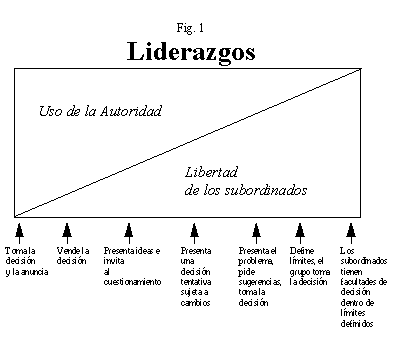 Fig. 1
Liderazgos
Uso de la Autoridad
Libertad
de los subordinados
Toma la
decisión
y la anuncia
Vende la
decisión
Presenta ideas e
invita
al
cuestionamiento
Presenta
una
decisión
tentativa
sujeta a
cambios
Presenta el
problema,
pide
sugerencias,
toma la
decisión
Define
límites, el
grupo toma
la decisión
Los
subordinados
tienen
facultades de
decisión
dentro de
límites
definidos